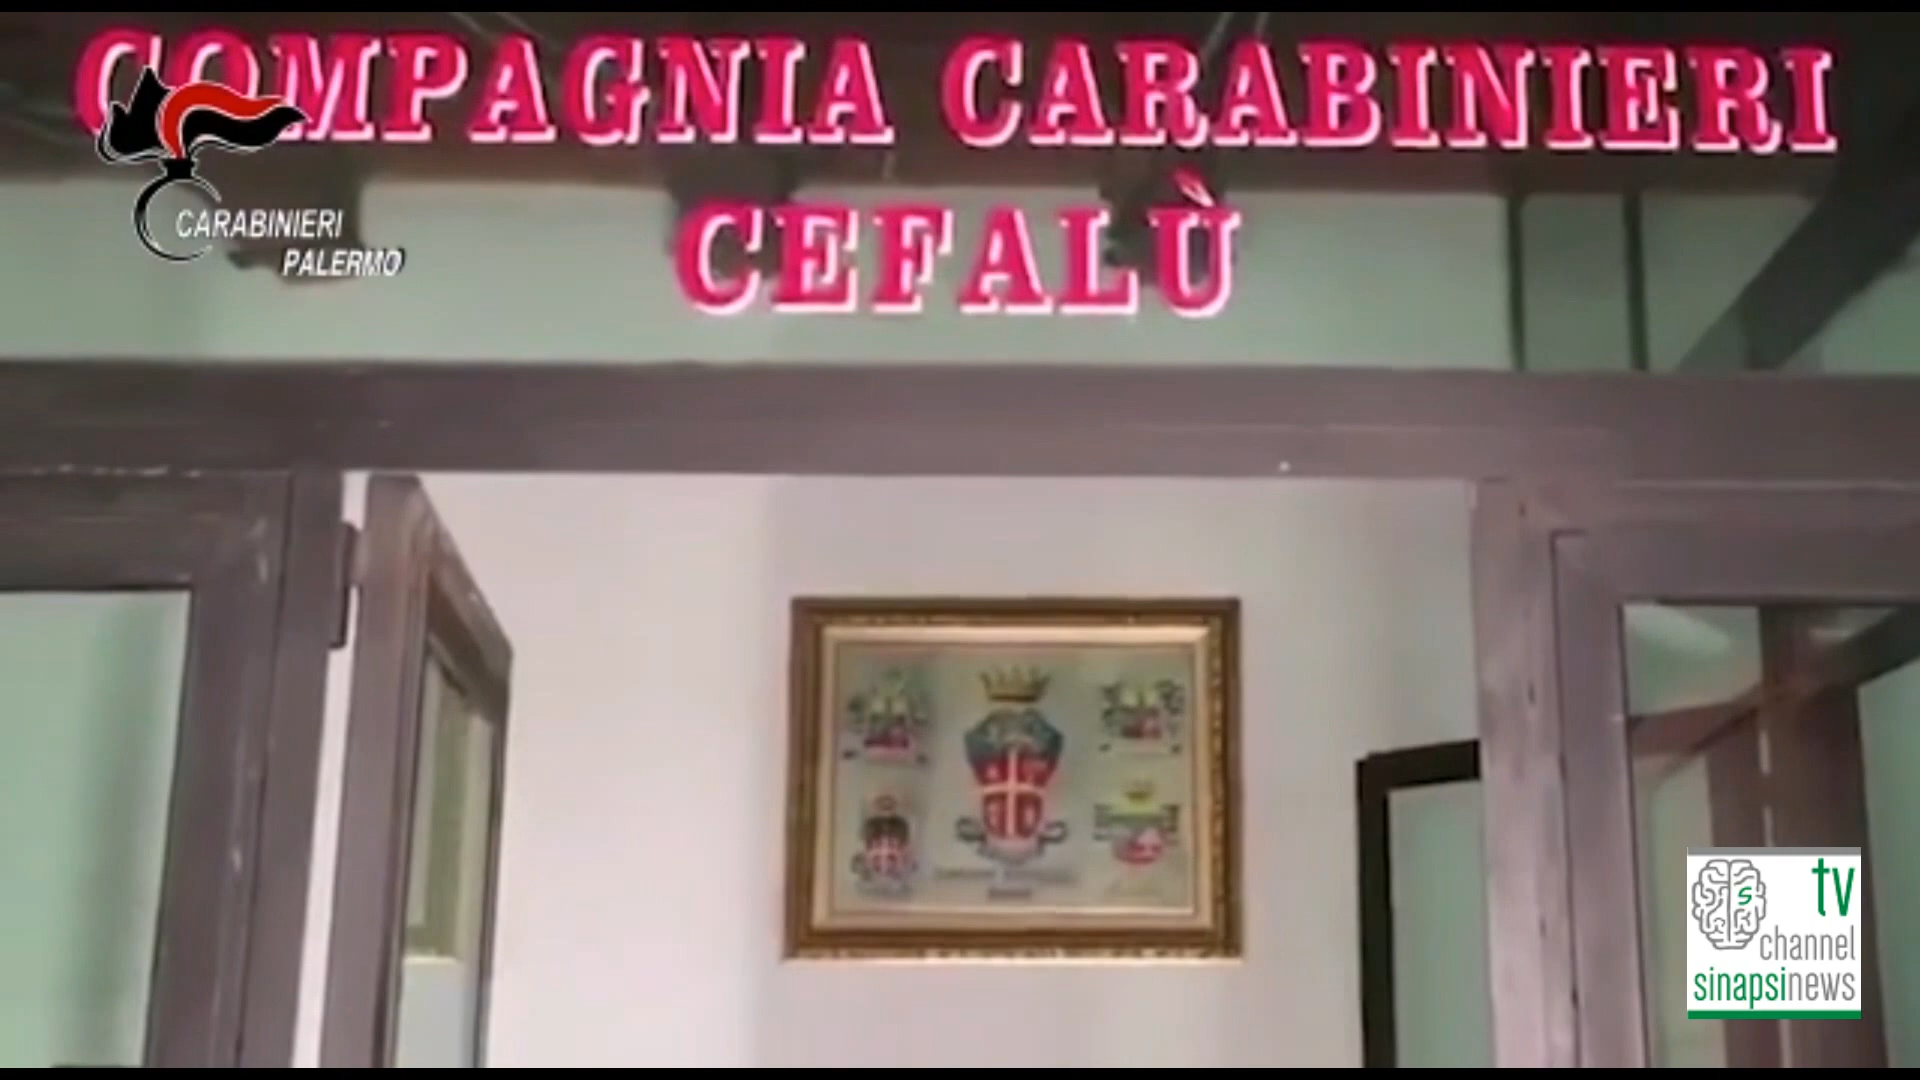 COMPAGNIA CARABINIERI
CEFALÙ
CARABINIERI
PALERMO
tv
channel
sinapsinews